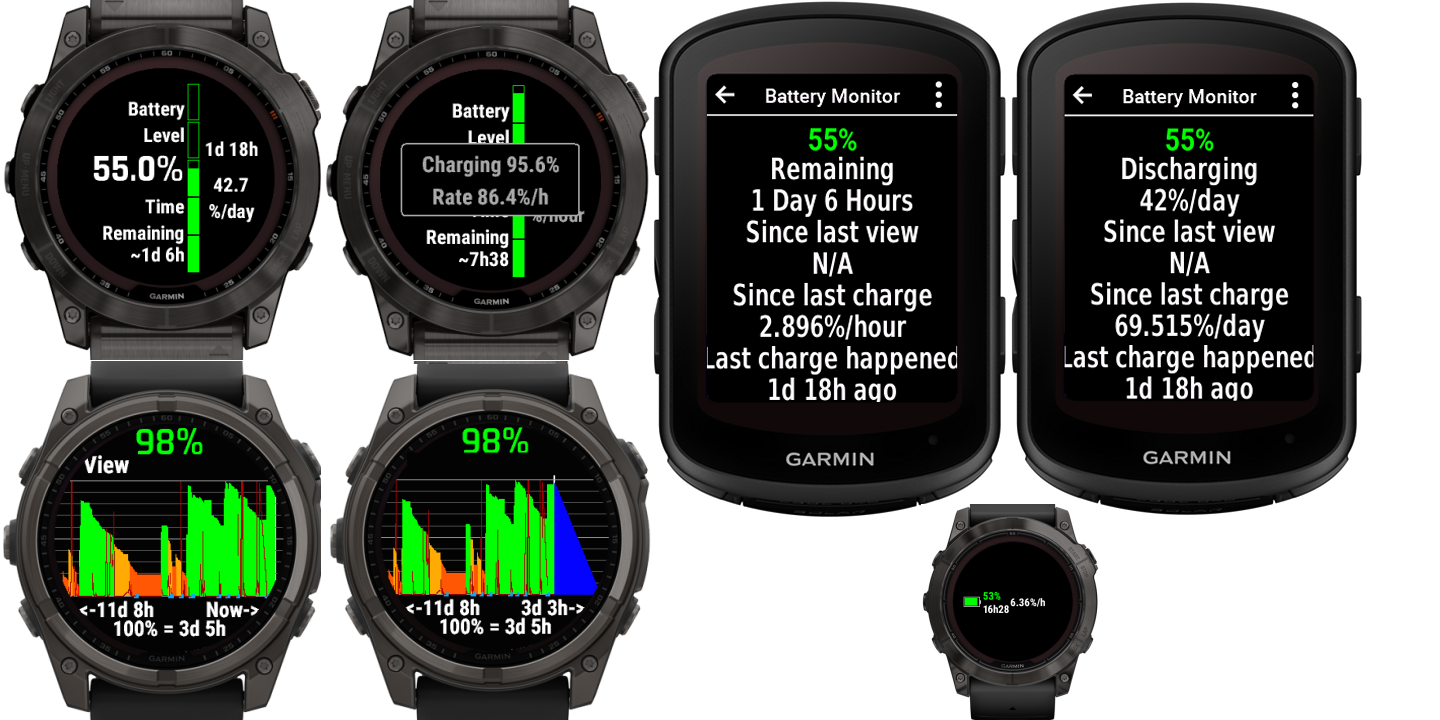 60
Battery
Level
55.0%
1d 18h
42.7
%/day
Time
Remaining
~1d 6h
GARMIN
60
Battery
Level
Charging 95.6%
Rate 86.4%/h
%/hour
Remaining
~7h38
GARMIN
Battery Monitor
55%
Remaining
1 Day 6 Hours
Since last view
N/A
Since last charge
2.896%/hour
Last charge happened
1d 18h ago
GARMIN
Battery Monitor
55%
Discharging
42%/day
Since last view
N/A
Since last charge
69.515%/day
Last charge happened
1d 18h ago
GARMIN
98%
View
<-11d 8h Now->
100% = 3d 5h
GARMIN
98%
<-11d 8h 3d 3h->
100% = 3d 5h
GARMIN
53%
16h28 6.36%/h
GARMIN